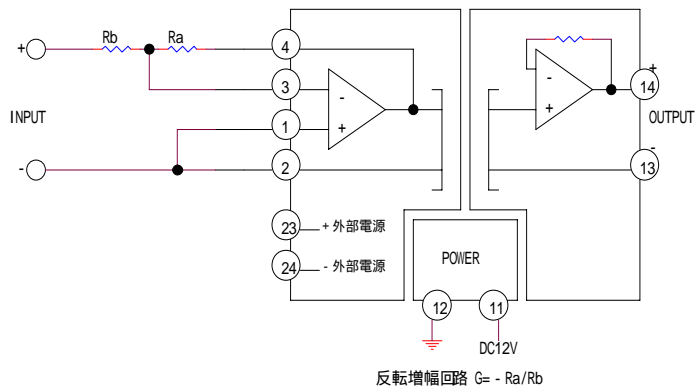 +
Rb
Ra
4
3
1
2
INPUT
-
-
+
-
+
+
14
OUTPUT
-
13
23
+ 外部電源
24
- 外部電源
POWER
12
11
DC12V
反転増幅回路 G= - Ra/Rb